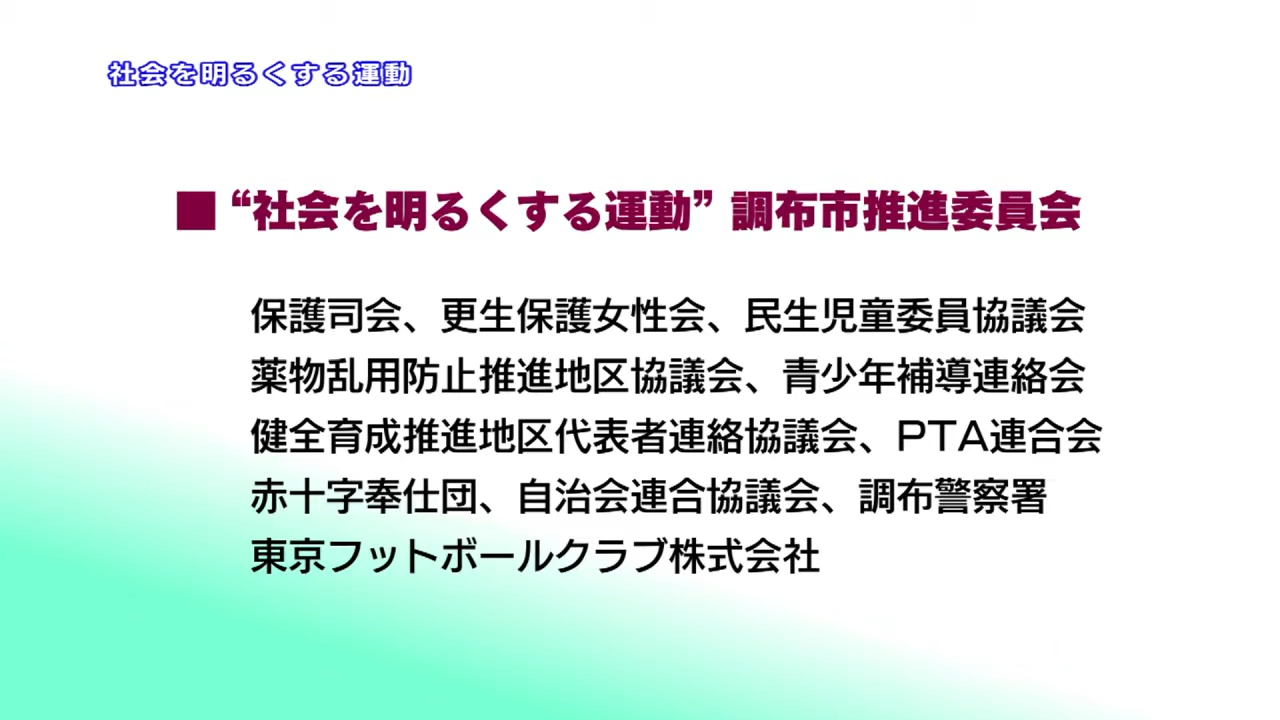 社会を明るくする運動
■“社会を明るくする運動” 調布市推進委員会
保護司会、更生保護女性会、民生児童委員協議会
薬物乱用防止推進地区協議会、青少年補導連絡会
健全育成推進地区代表者連絡協議会、PTA連合会
赤十字奉仕団、自治会連合協議会、調布警察署
東京フットボールクラブ株式会社